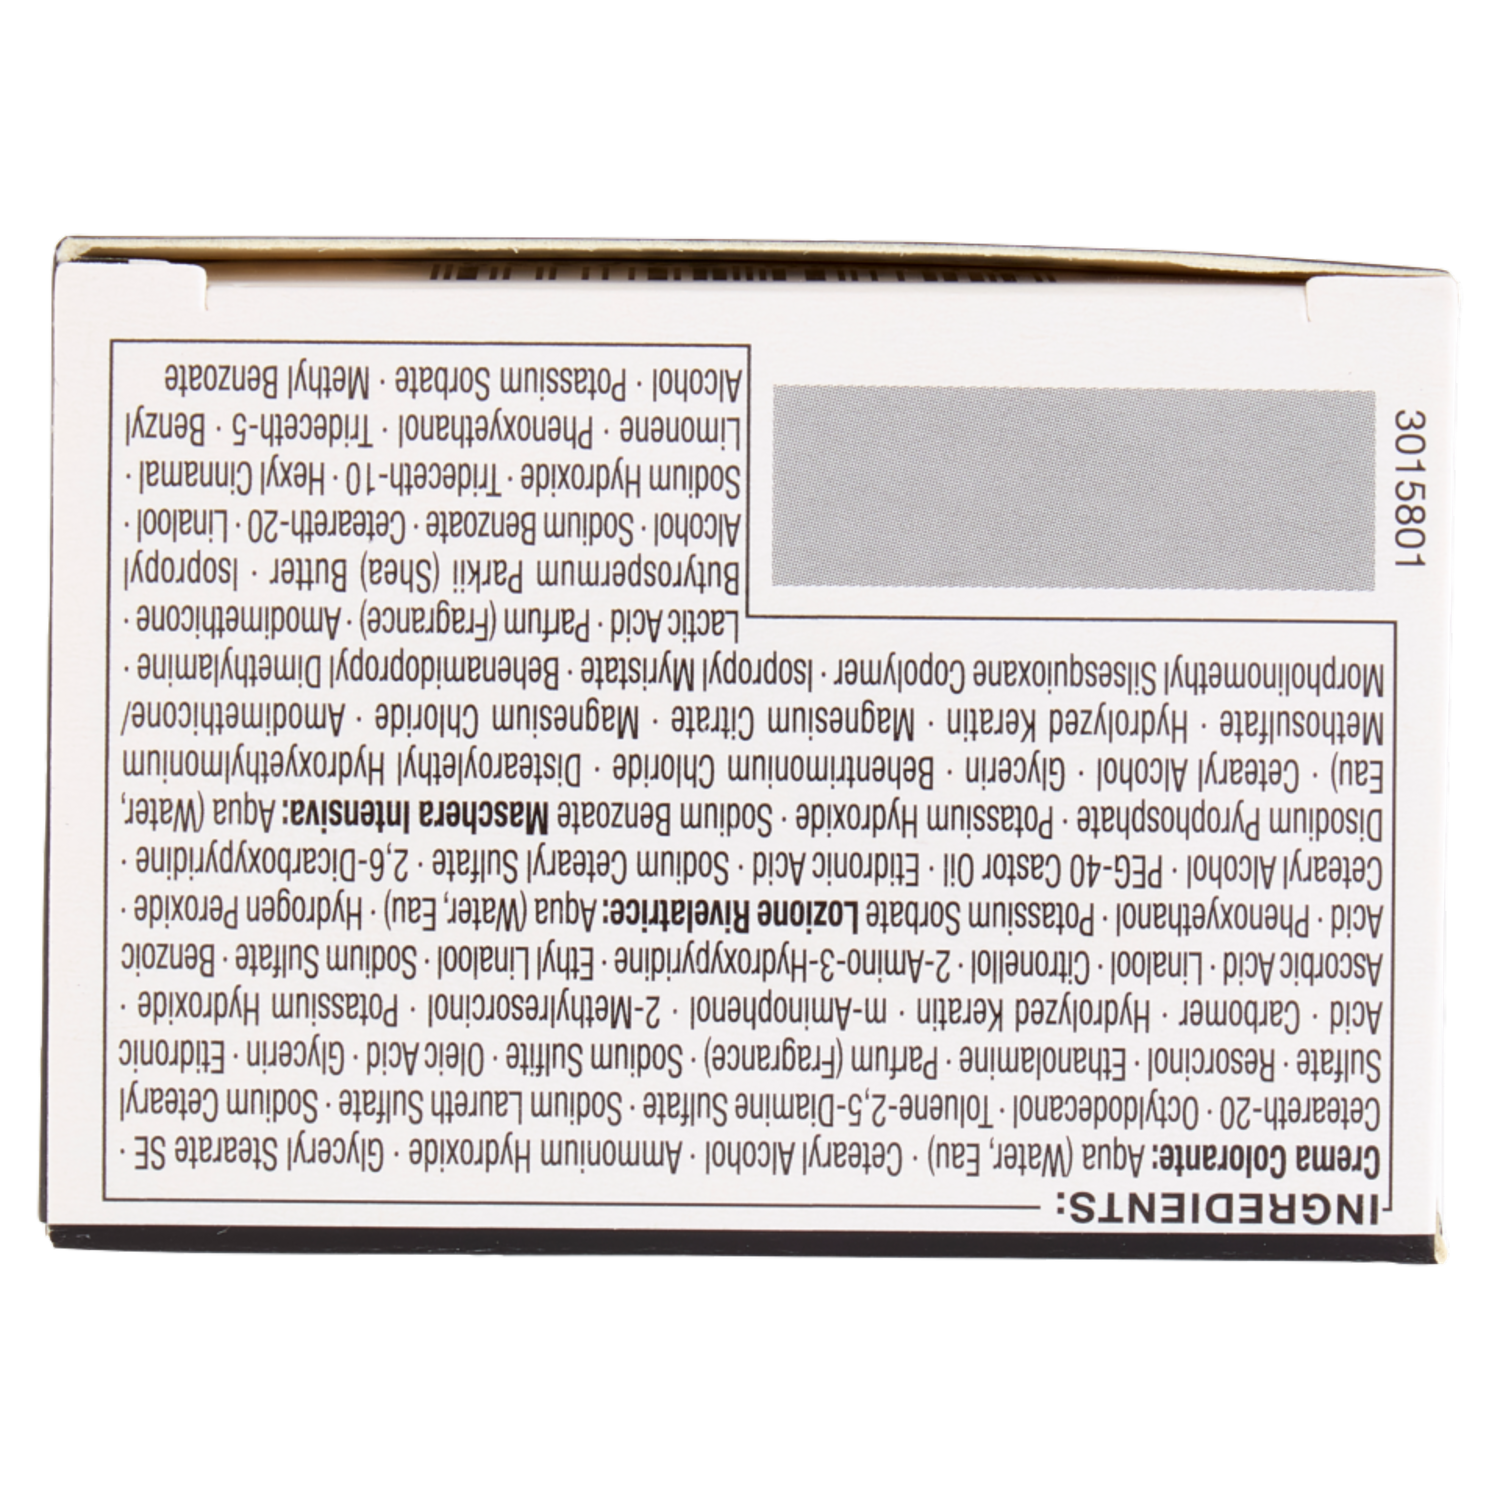 INGREDIENTS:
Crema Colorante: Aqua (Water, Eau) · Cetearyl Alcohol · Ammonium Hydroxide · Glyceryl Stearate SE ·
Ceteareth-20 · Octyldodecanol · Toluene-2,5-Diamine Sulfate · Sodium Laureth Sulfate · Sodium Cetearyl
Sulfate · Resorcinol · Ethanolamine · Parfum (Fragrance) · Sodium Sulfite · Oleic Acid · Glycerin · Etidronic
Acid · Carbomer · Hydrolyzed Keratin · m-Aminophenol · 2-Methylresorcinol · Potassium Hydroxide ·
Ascorbic Acid · Linalool · Citronellol · 2-Amino-3-Hydroxypyridine · Ethyl Linalool · Sodium Sulfate · Benzoic
Acid · Phenoxyethanol · Potassium Sorbate Lozione Rivelatrice: Aqua (Water, Eau) · Hydrogen Peroxide ·
Cetearyl Alcohol · PEG-40 Castor Oil · Etidronic Acid · Sodium Cetearyl Sulfate · 2,6-Dicarboxypyridine ·
Disodium Pyrophosphate · Potassium Hydroxide · Sodium Benzoate Maschera Intensiva: Aqua (Water,
Eau) · Cetearyl Alcohol · Glycerin · Behentrimonium Chloride · Distearoylethyl Hydroxyethylmonium
Methosulfate · Hydrolyzed Keratin · Magnesium Citrate · Magnesium Chloride · Amodimethicone/
Morpholinomethyl Silsesquioxane Copolymer · Isopropyl Myristate · Behenamidopropyl Dimethylamine ·
Lactic Acid · Parfum (Fragrance) · Amodimethicone ·
Butyrospermum Parkii (Shea) Butter · Isopropyl
Alcohol · Sodium Benzoate · Ceteareth-20 · Linalool ·
Sodium Hydroxide · Trideceth-10 · Hexyl Cinnamal ·
Limonene · Phenoxyethanol · Trideceth-5 · Benzyl
Alcohol · Potassium Sorbate · Methyl Benzoate
3015801